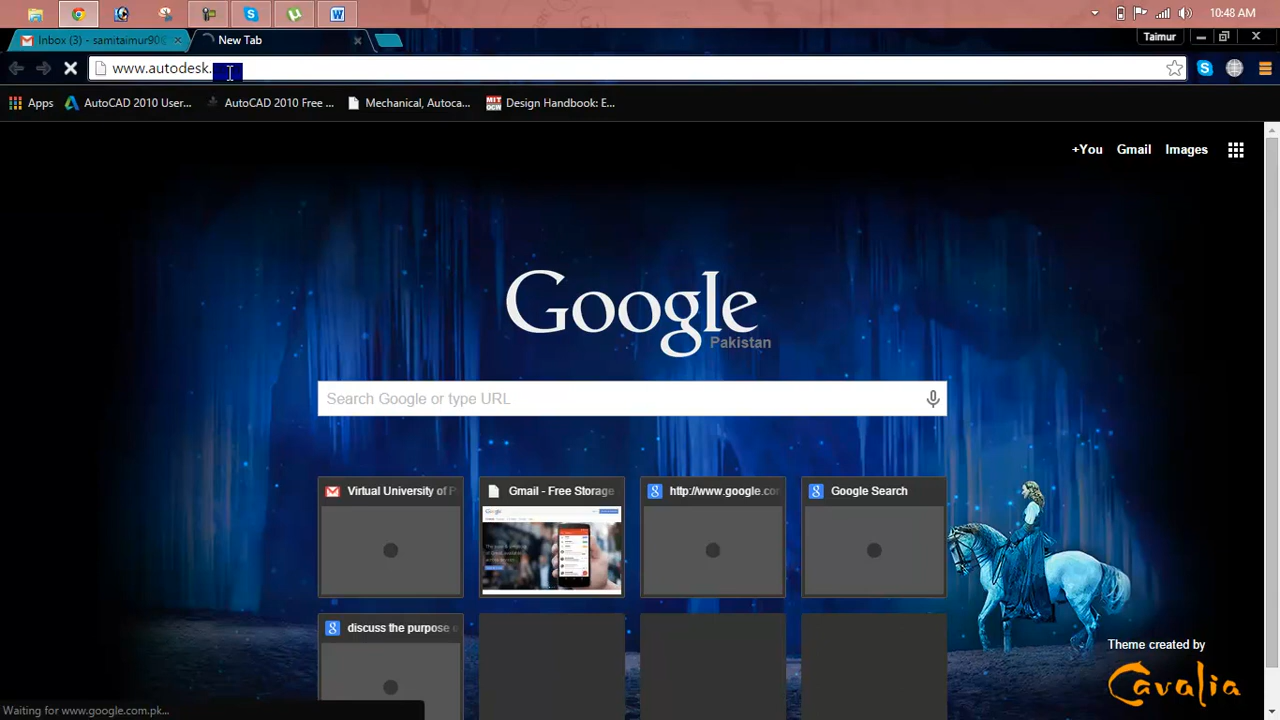 10:48 AM
Inbox (3) - samitaimur90@
New Tab
Taimur
www.autodesk.
Apps
AutoCAD 2010 User...
AutoCAD 2010 Free ...
Mechanical, Autoca...
Design Handbook: E...
+You
Gmail
Images
Google
Pakistan
Search Google or type URL
Virtual University of P
Gmail - Free Storage
http://www.google.co
Google Search
discuss the purpose o
Theme created by
Cavalia
Waiting for www.google.com.pk...